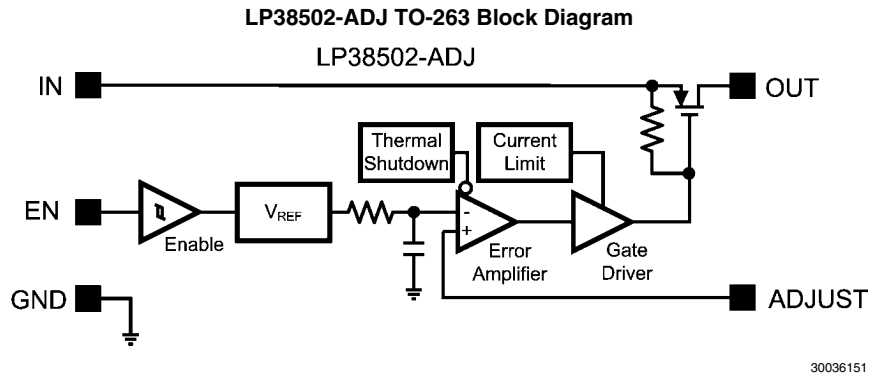 LP38502-ADJ TO-263 Block Diagram
LP38502-ADJ
IN
OUT
Thermal
Shutdown
Current
Limit
EN
Enable
VREF
-
+
Error
Amplifier
Gate
Driver
GND
ADJUST
30036151